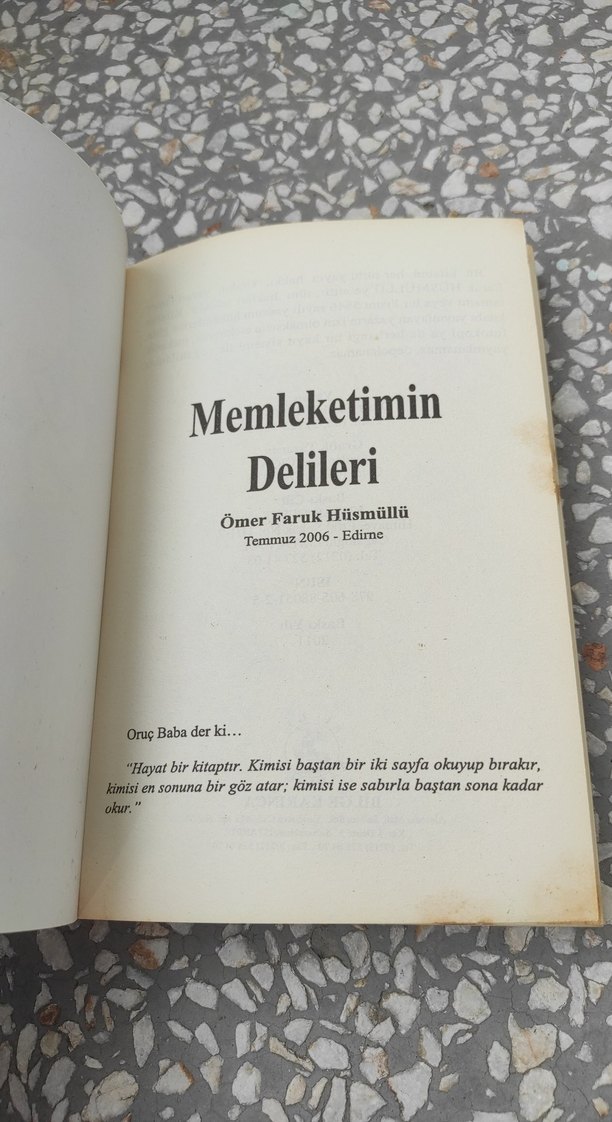 Memleketimin
Delileri
Ömer Faruk Hüsmüllü
Temmuz 2006 - Edirne
Oruç Baba der ki…
“Hayat bir kitaptır. Kimisi baştan bir iki sayfa okuyup bırakır,
kimisi en sonuna bir göz atar; kimisi ise sabırla baştan sona kadar
okur.”